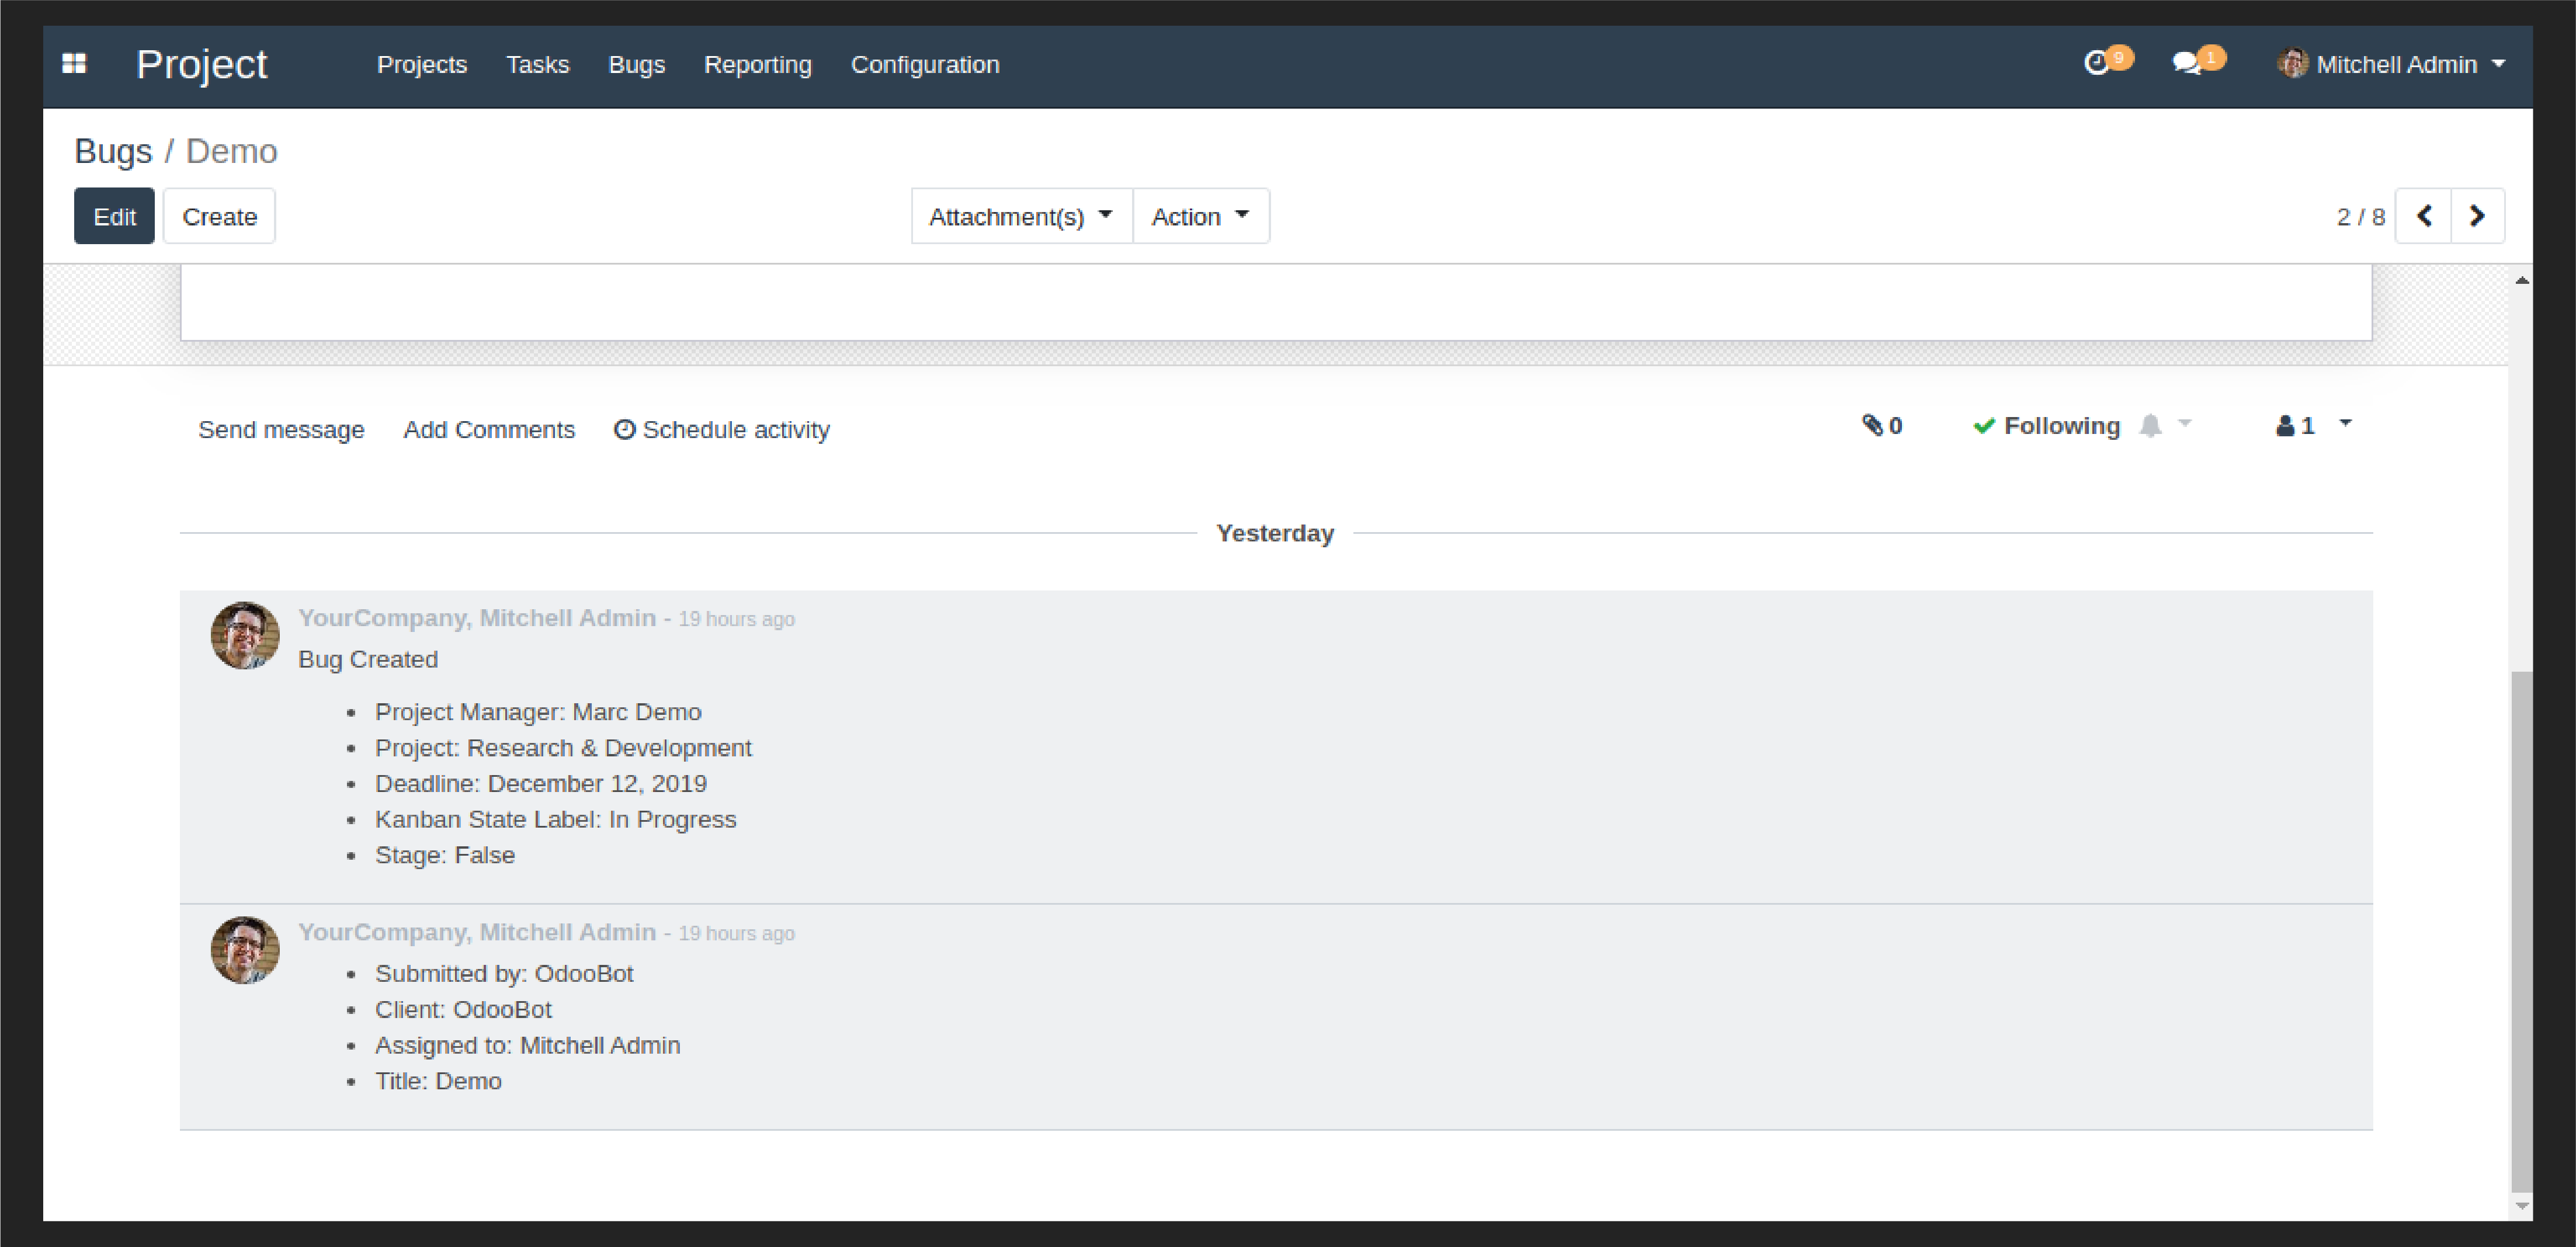 Project Projects Tasks Bugs Reporting Configuration 9 1 Mitchell Admin
Bugs / Demo
Edit Create Attachment(s) Action 2 / 8
Send message Add Comments Schedule activity 0 Following 1
Yesterday
YourCompany, Mitchell Admin - 19 hours ago
Bug Created
• Project Manager: Marc Demo
• Project: Research & Development
• Deadline: December 12, 2019
• Kanban State Label: In Progress
• Stage: False
YourCompany, Mitchell Admin - 19 hours ago
• Submitted by: OdooBot
• Client: OdooBot
• Assigned to: Mitchell Admin
• Title: Demo